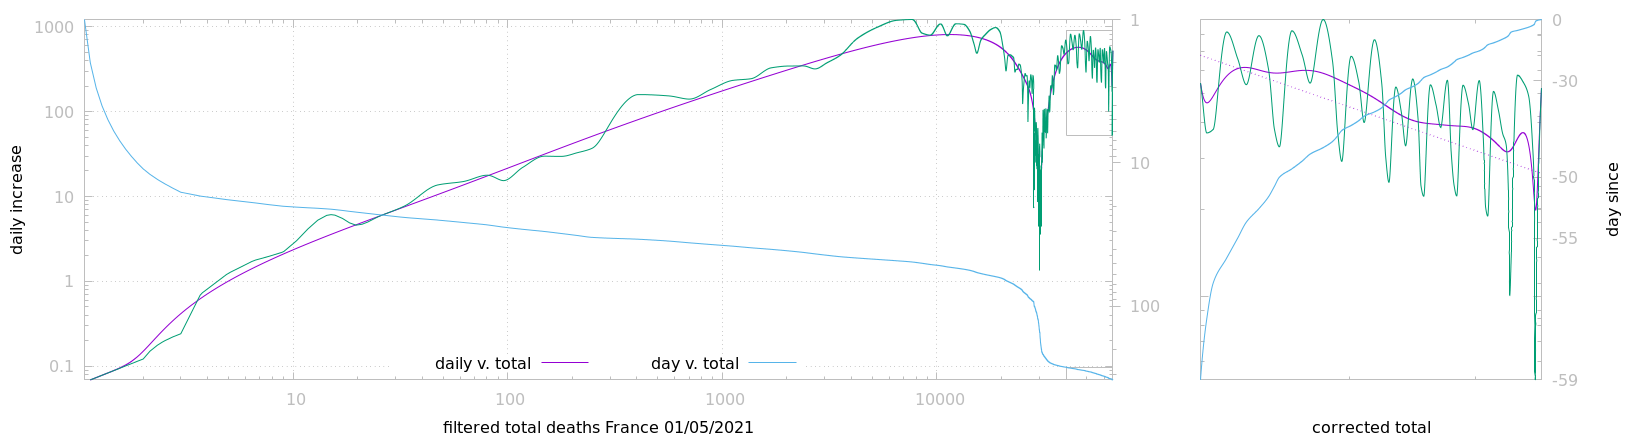 1000
100
10
1
0.1
daily increase
10
100
1000
10000
filtered total deaths France 01/05/2021
daily v. total
day v. total
1
10
100
0
-30
-50
-55
-59
day since
corrected total